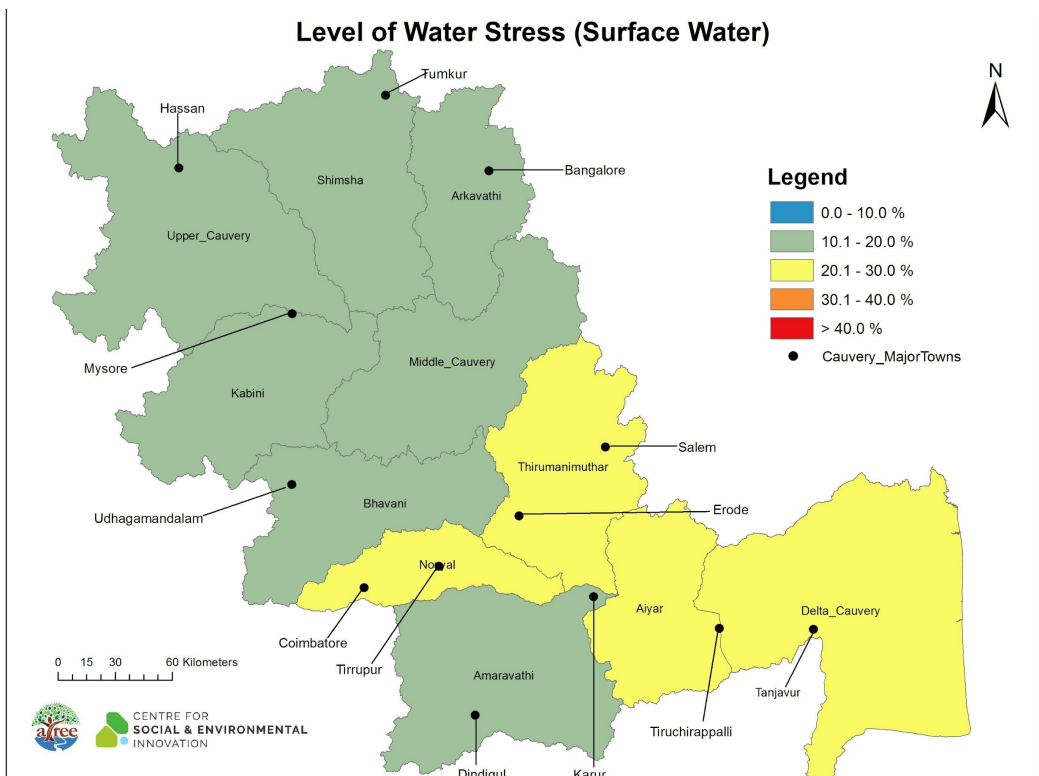 Level of Water Stress (Surface Water)
N
Tumkur
Hassan
Bangalore
Shimsha
Arkavathi
Upper_Cauvery
Legend
0.0 - 10.0 %
10.1 - 20.0 %
20.1 - 30.0 %
30.1 - 40.0 %
> 40.0 %
Cauvery_MajorTowns
Mysore
Middle_Cauvery
Kabini
Salem
Thirumanimuthar
Bhavani
Erode
Udhagamandalam
Noyyal
Aiyar
Delta_Cauvery
Coimbatore
Tirrupur
0 15 30 60 Kilometers
Amaravathi
Tanjavur
Tiruchirappalli
atree
CENTRE FOR
SOCIAL & ENVIRONMENTAL
INNOVATION
Dindigul
Karur